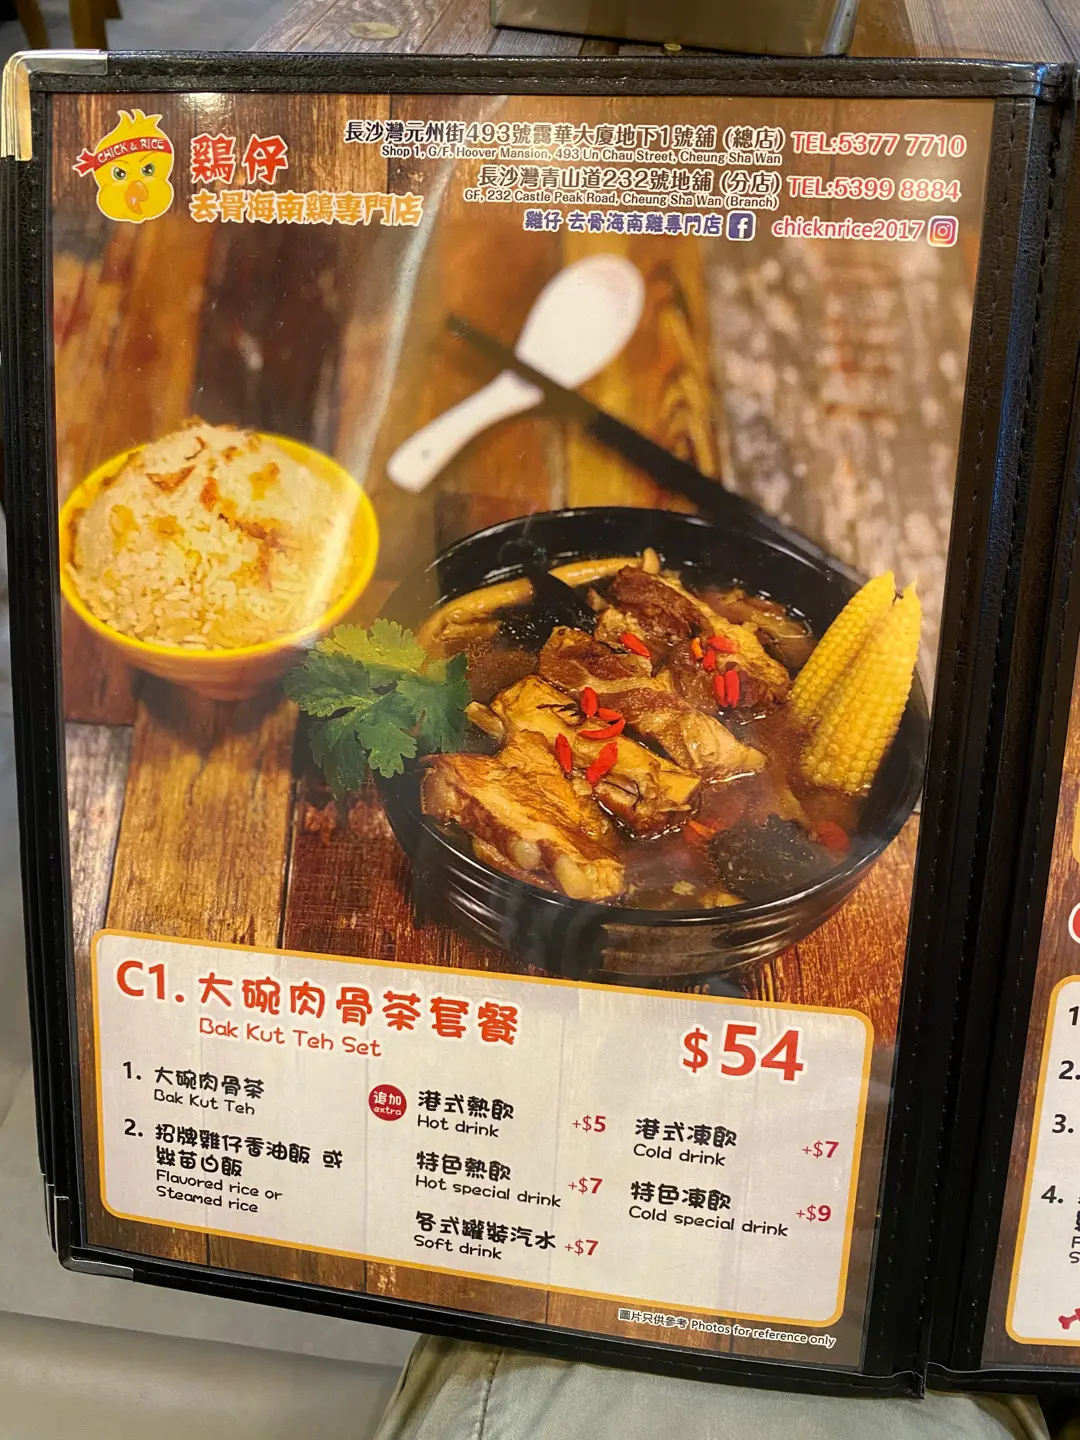 CHICK & RICE
鷄仔
去骨海南鷄專門店
長沙灣元州街493號霛華大廈地下1號舖 (總店) TEL:5377 7710
Shop 1, G/F. Hoover Mansion, 493 Un Chau Street, Cheung Sha Wan
長沙灣青山道232號地舖 (分店) TEL:5399 8884
GF, 232 Castle Peak Road, Cheung Sha Wan (Branch)
雞仔 去骨海南雞專門店 chicknrice2017
C1. 大碗肉骨茶套餐
Bak Kut Teh Set
$54
1. 大碗肉骨茶
Bak Kut Teh
2. 招牌雞仔香油飯 或
絲苗白飯
Flavored rice or
Steamed rice
追加
extra
港式熱飲 +$5
Hot drink
特色熱飲 +$7
Hot special drink
各式罐裝汽水 +$7
Soft drink
港式凍飲 +$7
Cold drink
特色凍飲 +$9
Cold special drink
圖片只供參考 Photos for reference only
1
2.
3.
4.